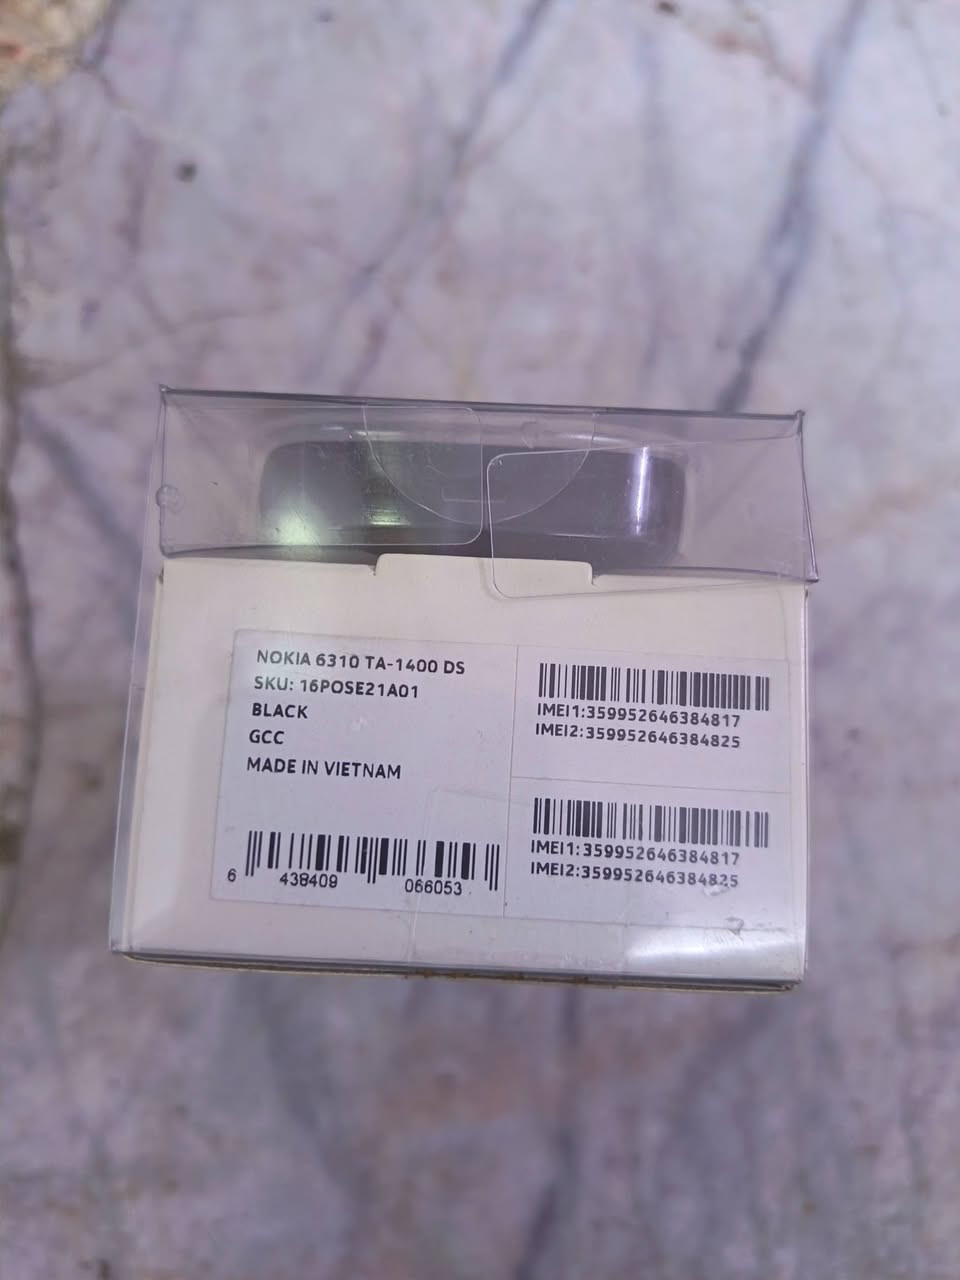 NOKIA 6310 TA-1400 DS
SKU: 16POSE21A01
BLACK
GCC
MADE IN VIETNAM
6 438409 066053
IMEI1:359952646384817
IMEI2:359952646384825
IMEI1:359952646384817
IMEI2:359952646384825